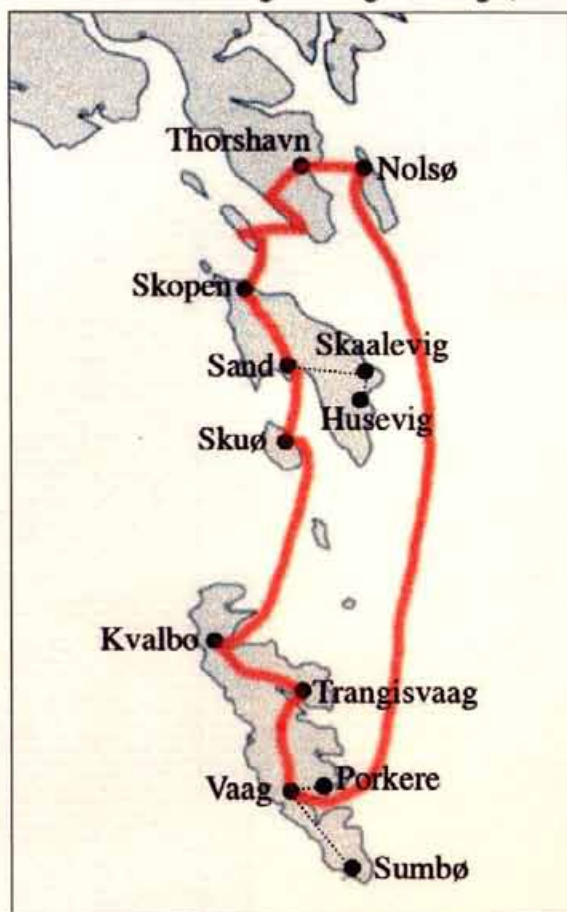 Thorshavn
Nolsø
Skopen
Sand
Skaalevig
Husevig
Skuø
Kvalbo
Trangisvaag
Vaag
Porkere
Sumbø